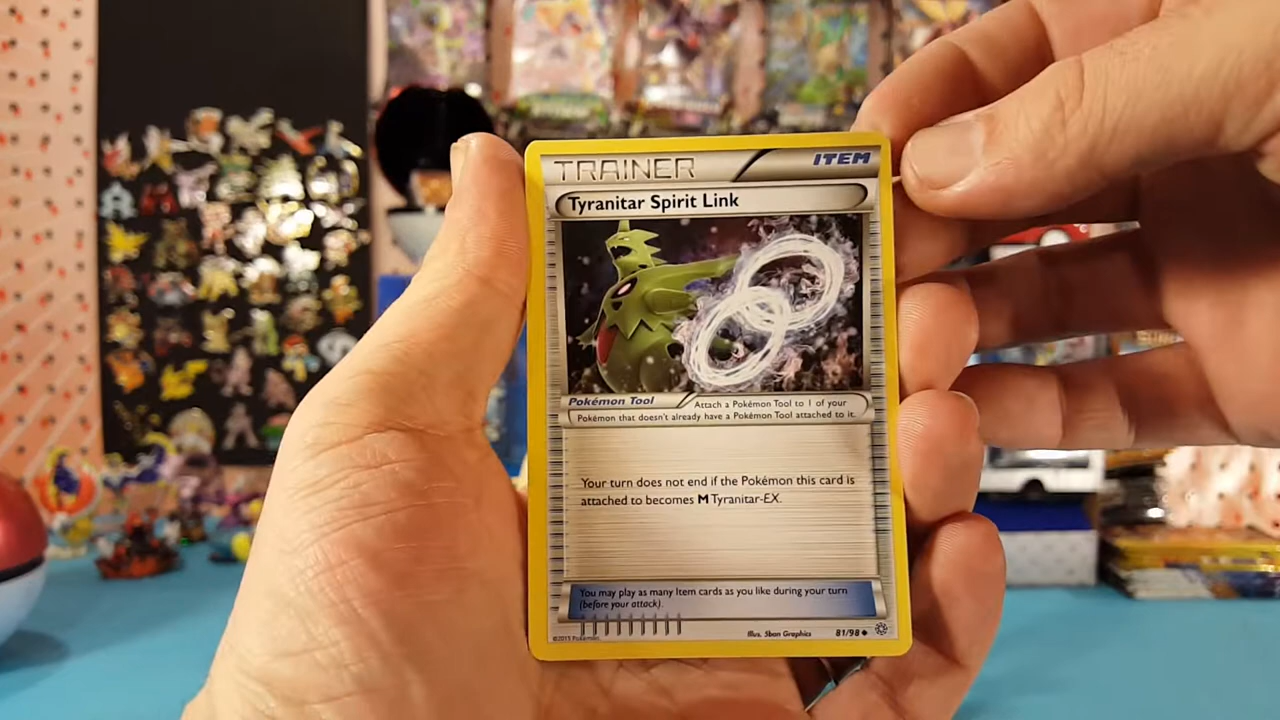 TRAINER
ITEM
Tyranitar Spirit Link
Pokémon Tool
Attach a Pokémon Tool to 1 of your
Pokémon that doesn't already have a Pokémon Tool attached to it.
Your turn does not end if the Pokémon this card is
attached to becomes M Tyranitar-EX.
You may play as many Item cards as you like during your turn
(before your attack).
©2015 Pokémon
Illus. 5ban Graphics
81/98